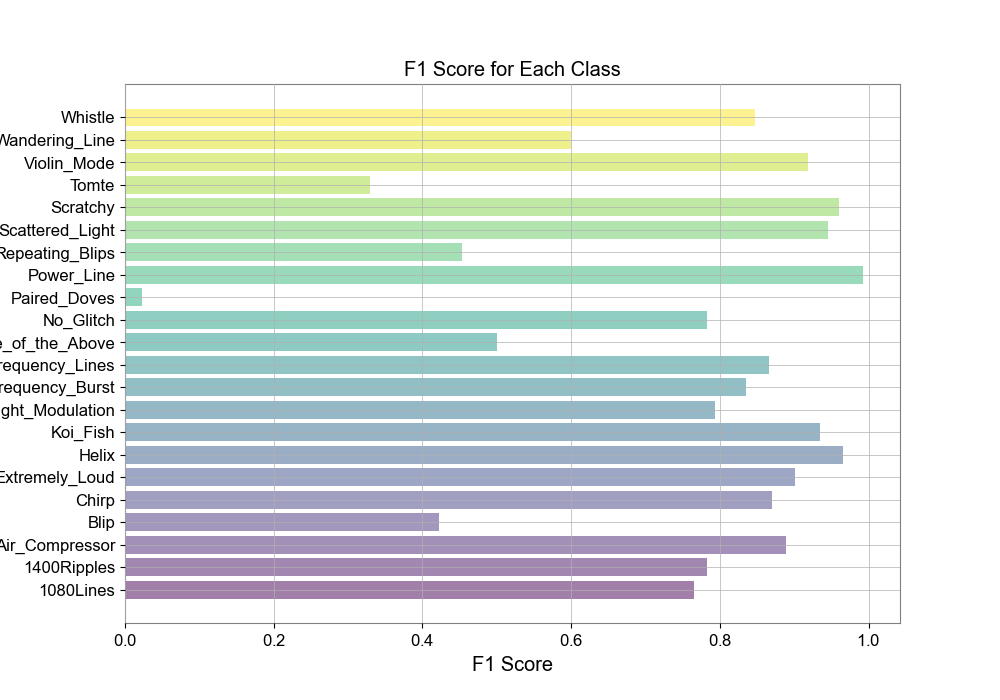 F1 Score for Each Class
Whistle
Wandering_Line
Violin_Mode
Tomte
Scratchy
Scattered_Light
Repeating_Blips
Power_Line
Paired_Doves
No_Glitch
e_of_the_Above
requency_Lines
requency_Burst
ght_Modulation
Koi_Fish
Helix
Extremely_Loud
Chirp
Blip
Air_Compressor
1400Ripples
1080Lines
0.0 0.2 0.4 0.6 0.8 1.0
F1 Score